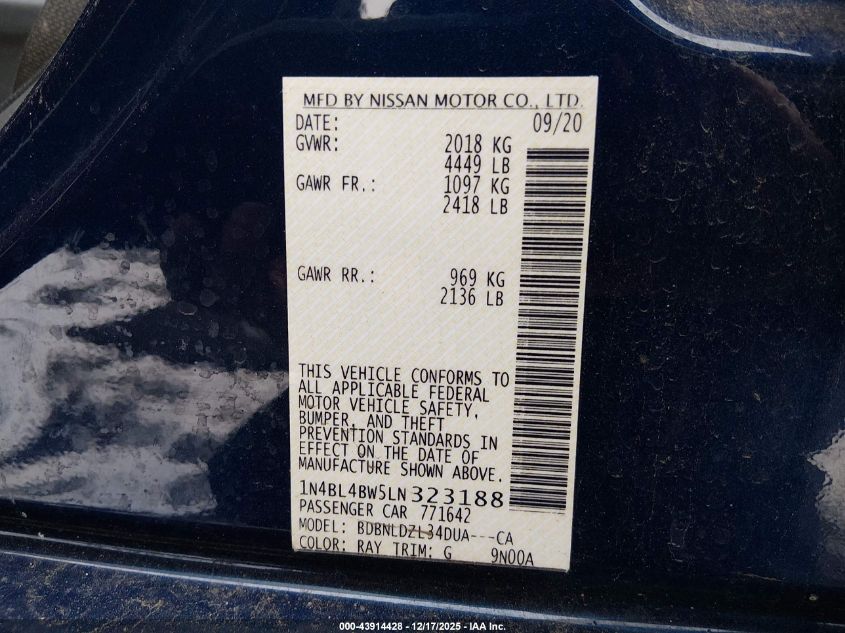 MFD BY NISSAN MOTOR CO., LTD.
DATE: 09/20
GVWR: 2018 KG
4449 LB
GAWR FR.: 1097 KG
2418 LB
GAWR RR.: 969 KG
2136 LB
THIS VEHICLE CONFORMS TO
ALL APPLICABLE FEDERAL
MOTOR VEHICLE SAFETY,
BUMPER, AND THEFT
PREVENTION STANDARDS IN
EFFECT ON THE DATE OF
MANUFACTURE SHOWN ABOVE.
1N4BL4BW5LN323188
PASSENGER CAR 771642
MODEL: BDBNLDZL34DUA---CA
COLOR: RAY TRIM: G 9N00A
000-43914428 - 12/17/2025 - IAA Inc.